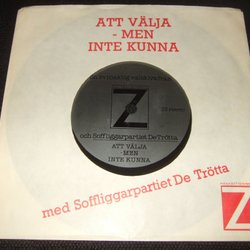 ATT VÄLJA
- MEN
INTE KUNNA
Z
och Soffliggarpartiet De Trötta
ATT VÄLJA
- MEN
INTE KUNNA
med Soffliggarpartiet De Trötta
Z